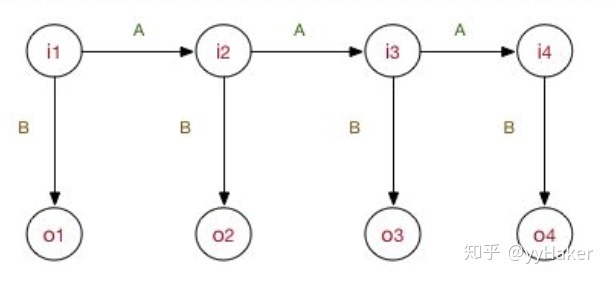 A A A
i1 i2 i3 i4
B B B B
o1 o2 o3 o4
知乎 @yyHaker